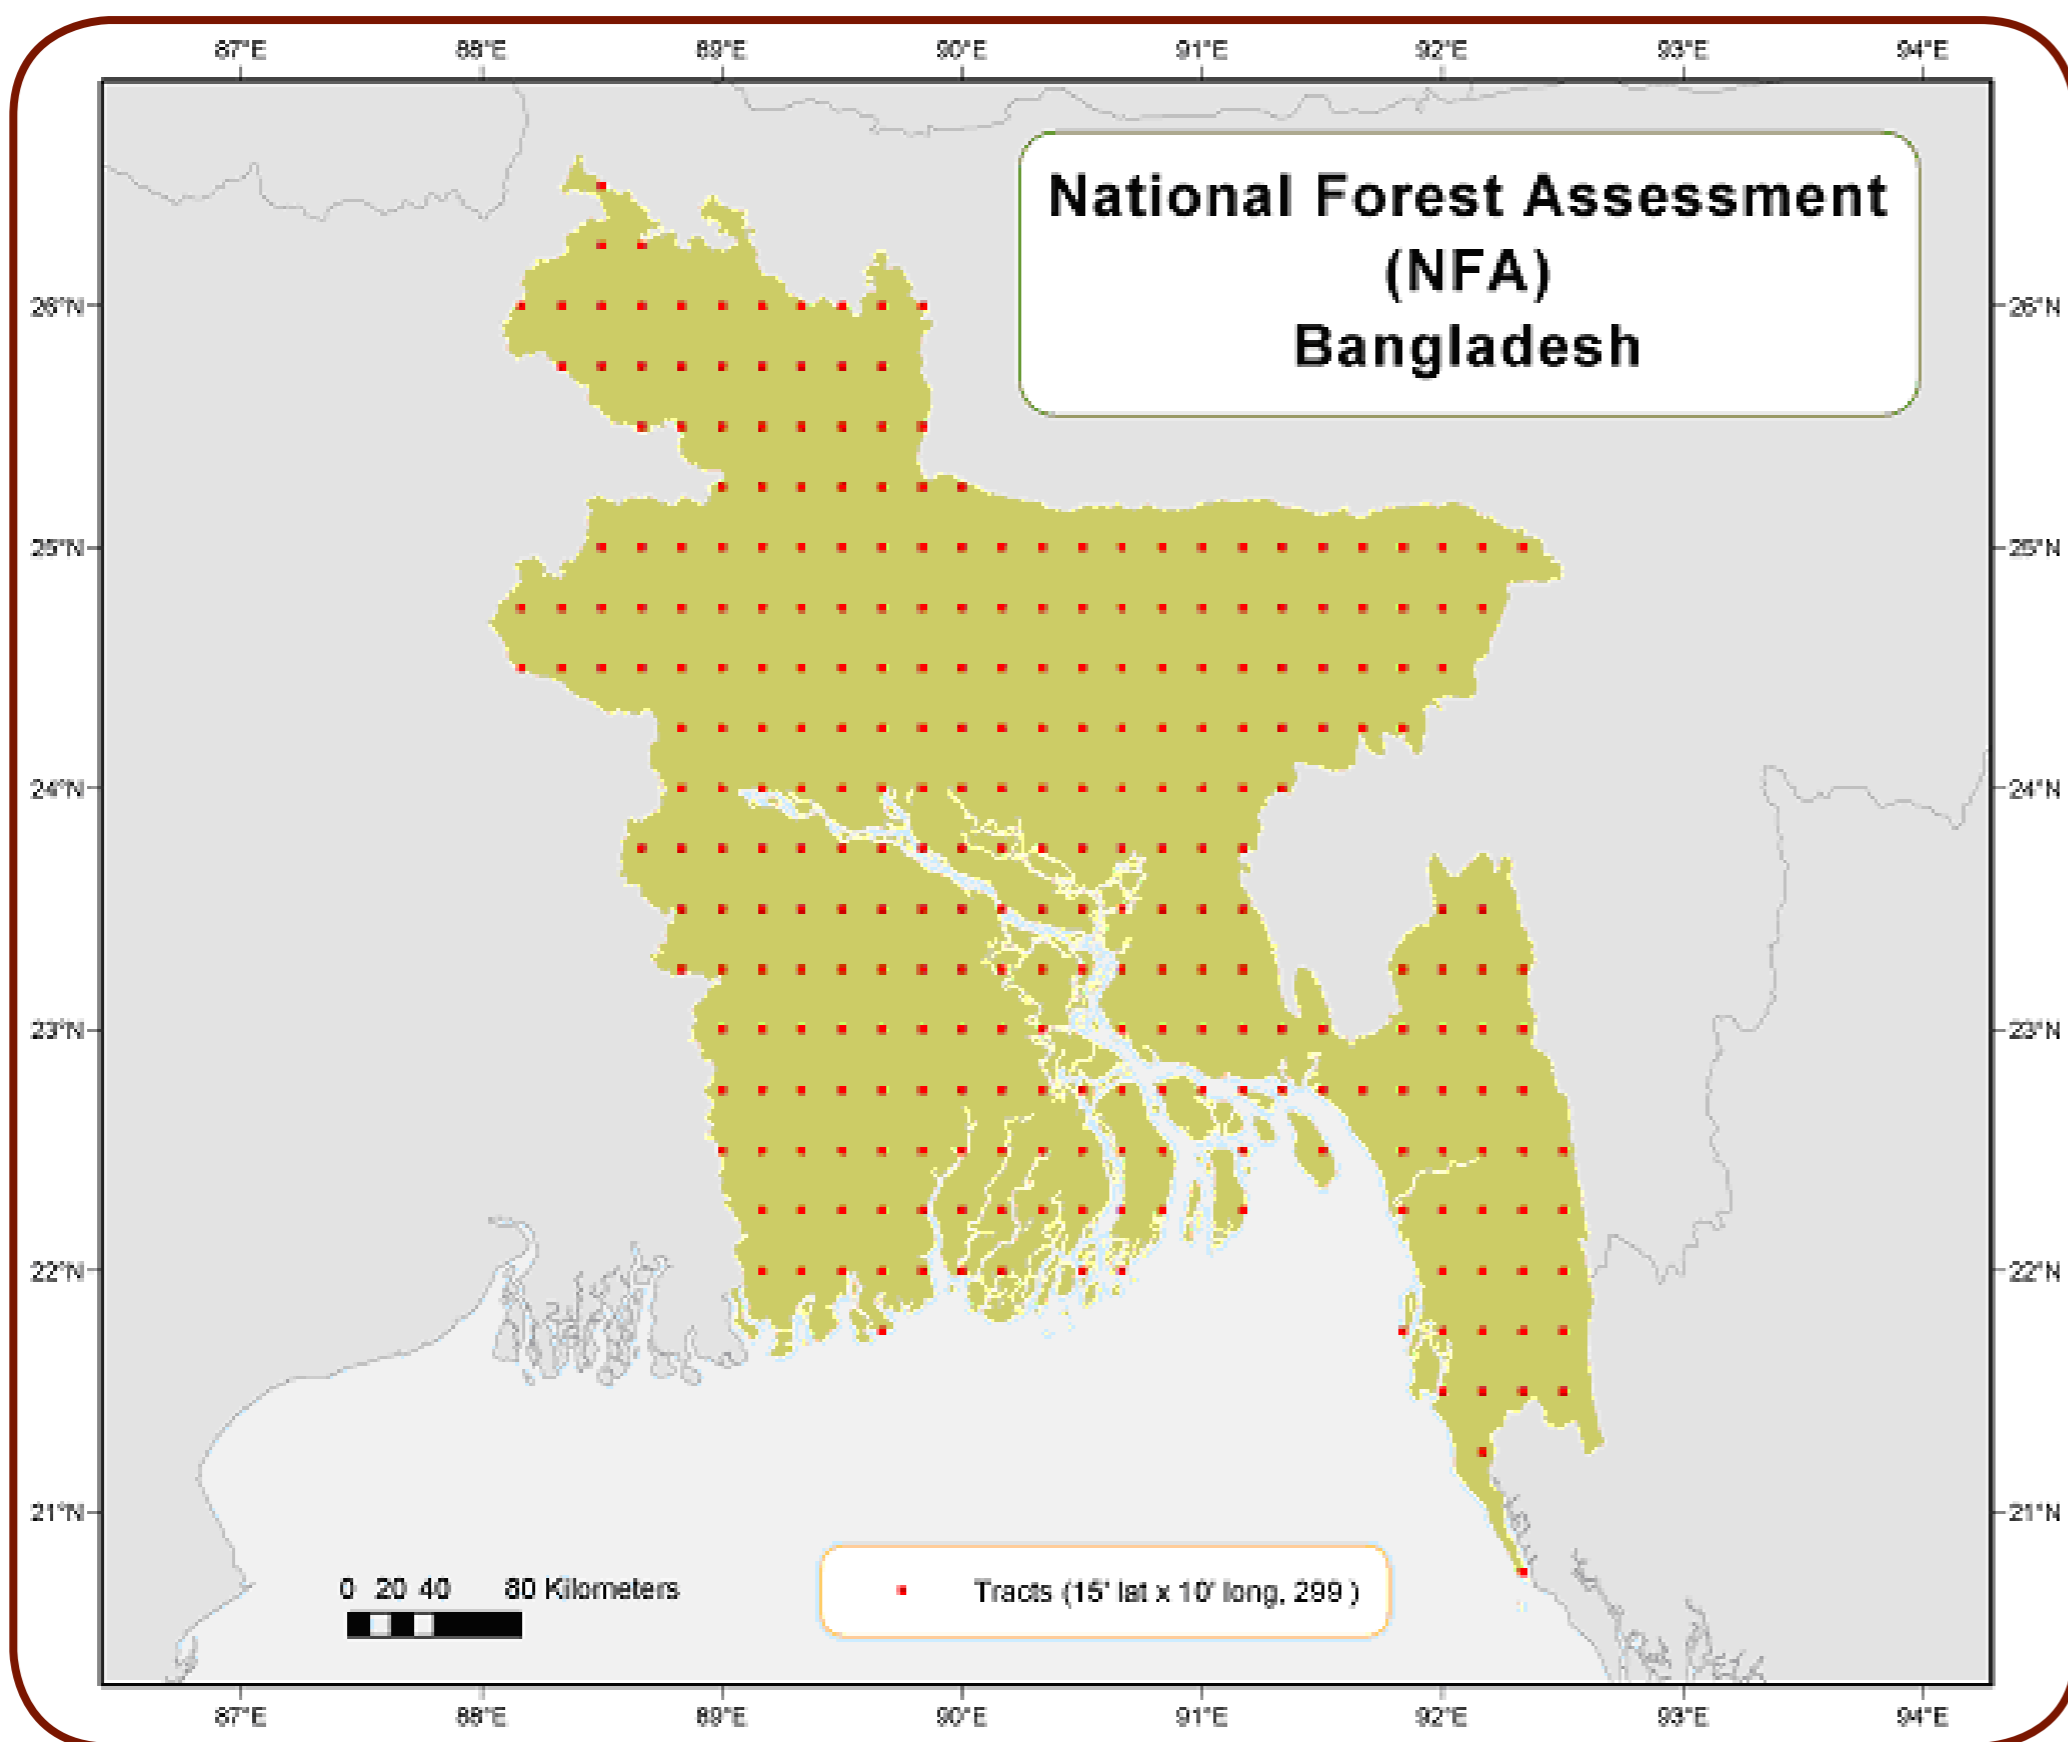 87°E 88°E 89°E 90°E 91°E 92°E 93°E 94°E
National Forest Assessment
(NFA)
Bangladesh
26°N 26°N
25°N 25°N
24°N 24°N
23°N 23°N
22°N 22°N
21°N 21°N
0 20 40 80 Kilometers
Tracts (15' lat x 10' long, 299 )
87°E 88°E 89°E 90°E 91°E 92°E 93°E 94°E